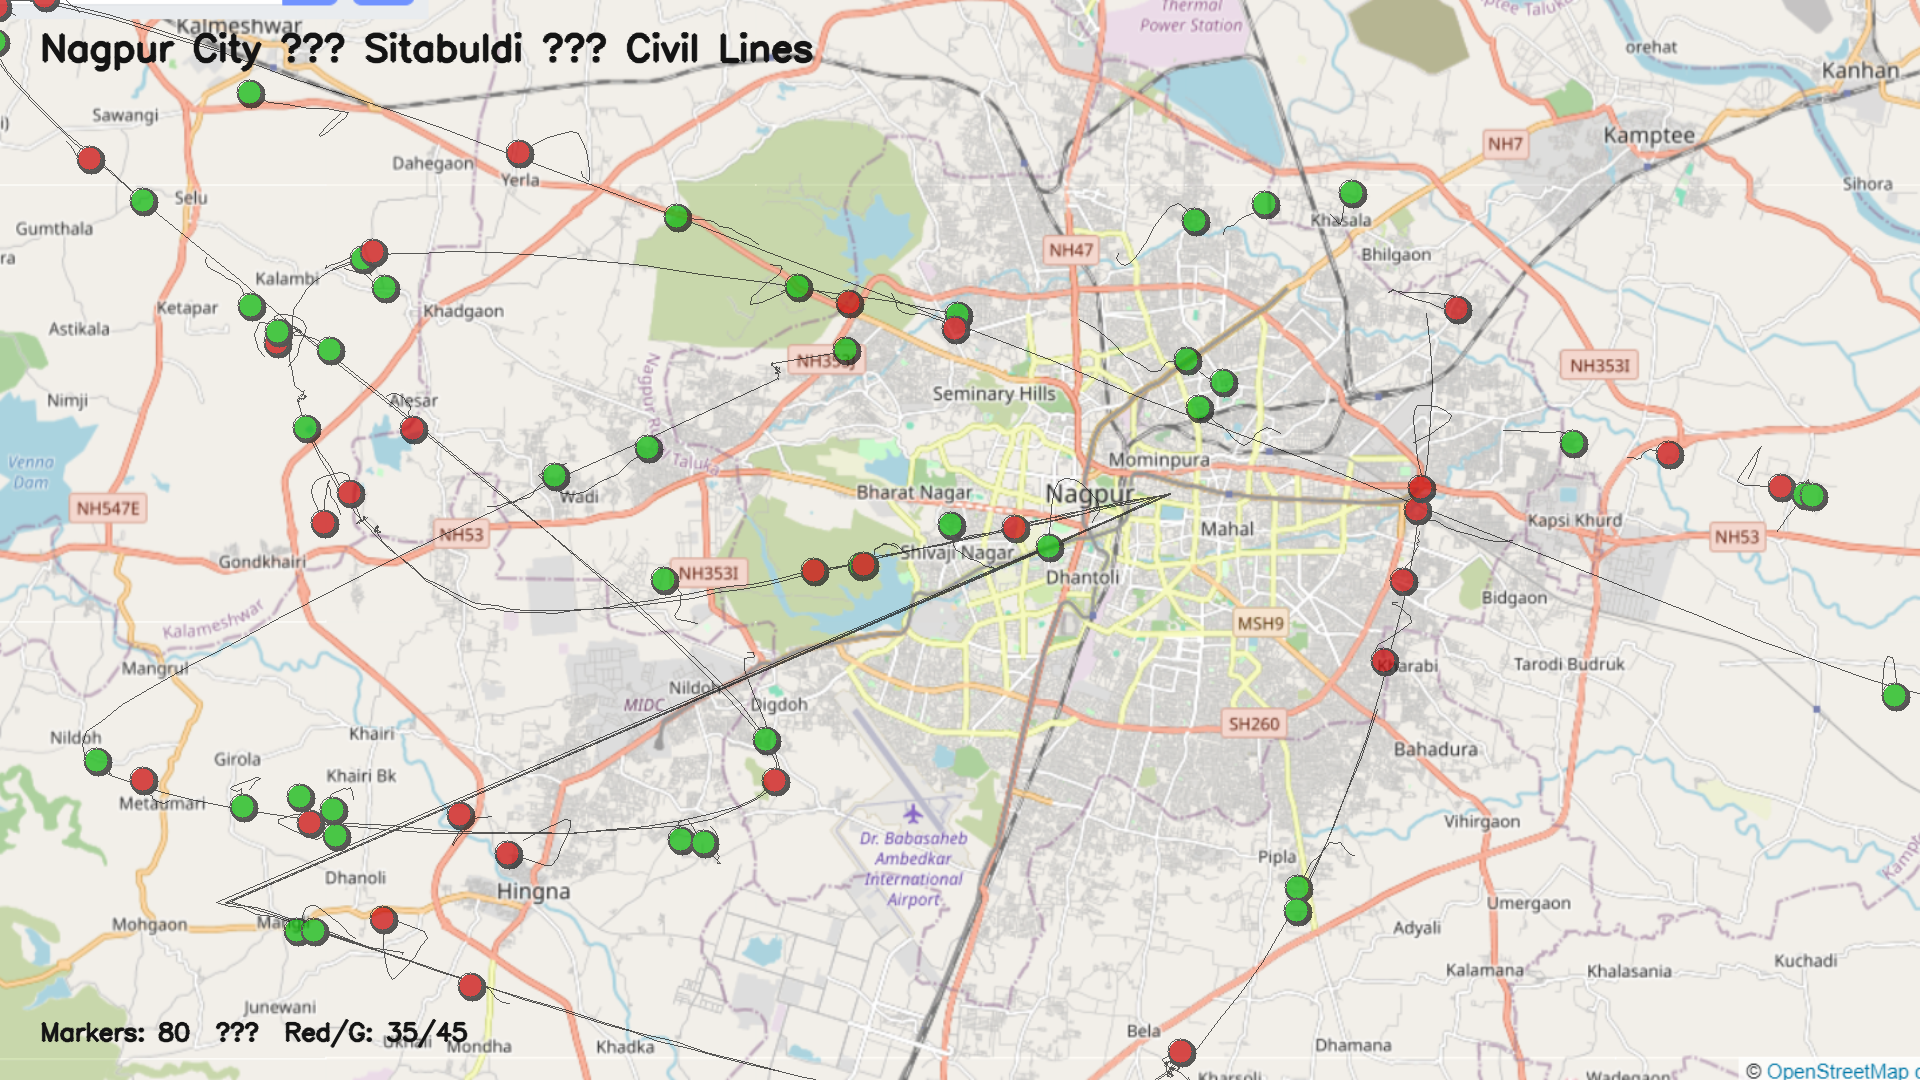 Kalmeshwar
Nagpur City ??? Sitabuldi ??? Civil Lines
Thermal
Power Station
orehat
Kanhan
Sawangi
Kamptee
NH7
Dahegaon
Yerla
Selu
Sihora
Gumthala
Khasala
NH47
Bhilgaon
Kalambi
Ketapar
Khadgaon
Astikala
NH353I
Seminary Hills
Nimji
Alesar
Taluka
Mominpura
Venna
Dam
Wadi
Bharat Nagar
Nagpur
NH547E
Mahal
Kapsi Khurd
NH53
NH53
Gondkhairi
Shivaji Nagar
NH353I
Dhantoli
Bidgaon
Kalameshwar
MSH9
Mangrul
Kharabi
Tarodi Budruk
Nildoh
MIDC
Digdoh
SH260
Nildoh
Khairi
Bahadura
Girola
Khairi Bk
Metaumari
Vihirgaon
Dr. Babasaheb
Ambedkar
International
Airport
Pipla
Dhanoli
Hingna
Umergaon
Mohgaon
Adyali
Kuchadi
Kalamana
Khalasania
Junewani
Markers: 80 ??? Red/G: 35/45
Bela
Mondha
Khadka
Dhamana
Kharsoli
Wadegaon
© OpenStreetMap